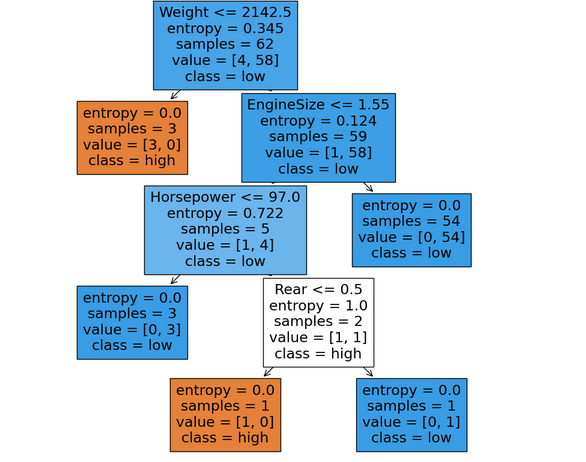 Weight <= 2142.5
entropy = 0.345
samples = 62
value = [4, 58]
class = low
entropy = 0.0
samples = 3
value = [3, 0]
class = high
EngineSize <= 1.55
entropy = 0.124
samples = 59
value = [1, 58]
class = low
Horsepower <= 97.0
entropy = 0.722
samples = 5
value = [1, 4]
class = low
entropy = 0.0
samples = 54
value = [0, 54]
class = low
entropy = 0.0
samples = 3
value = [0, 3]
class = low
Rear <= 0.5
entropy = 1.0
samples = 2
value = [1, 1]
class = high
entropy = 0.0
samples = 1
value = [1, 0]
class = high
entropy = 0.0
samples = 1
value = [0, 1]
class = low